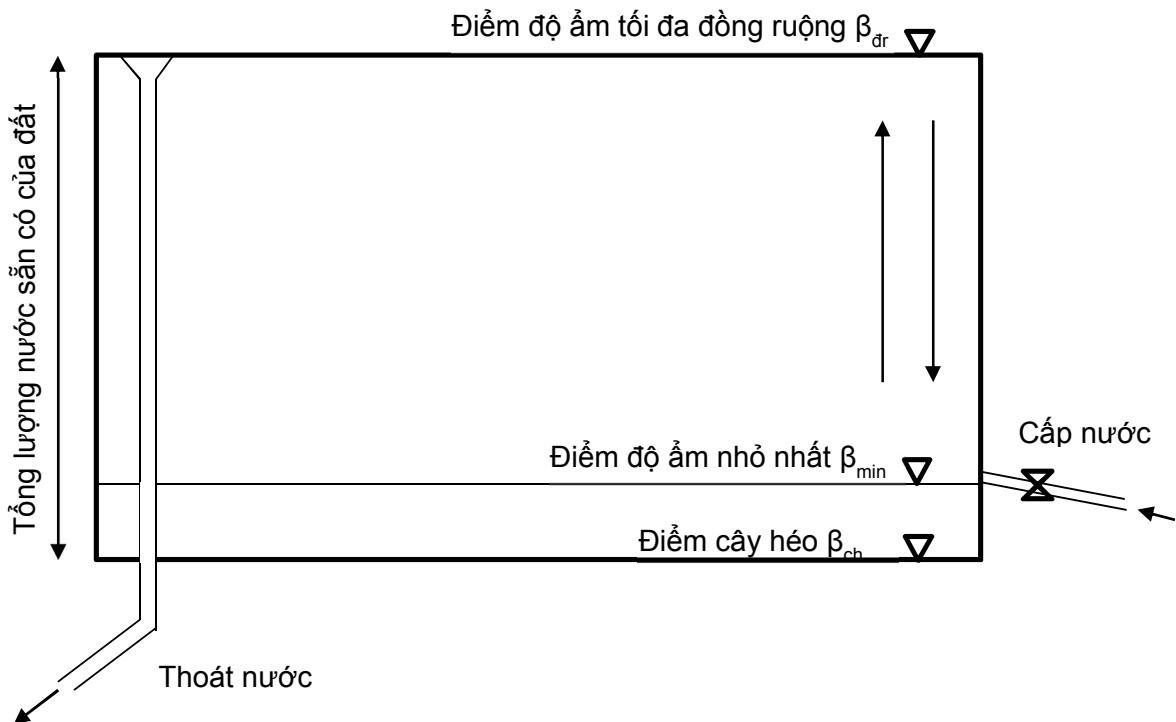 Điểm độ ẩm tối đa đồng ruộng βđr
Tổng lượng nước sẵn có của đất
Cấp nước
Điểm độ ẩm nhỏ nhất βmin
Điểm cây héo βch
Thoát nước